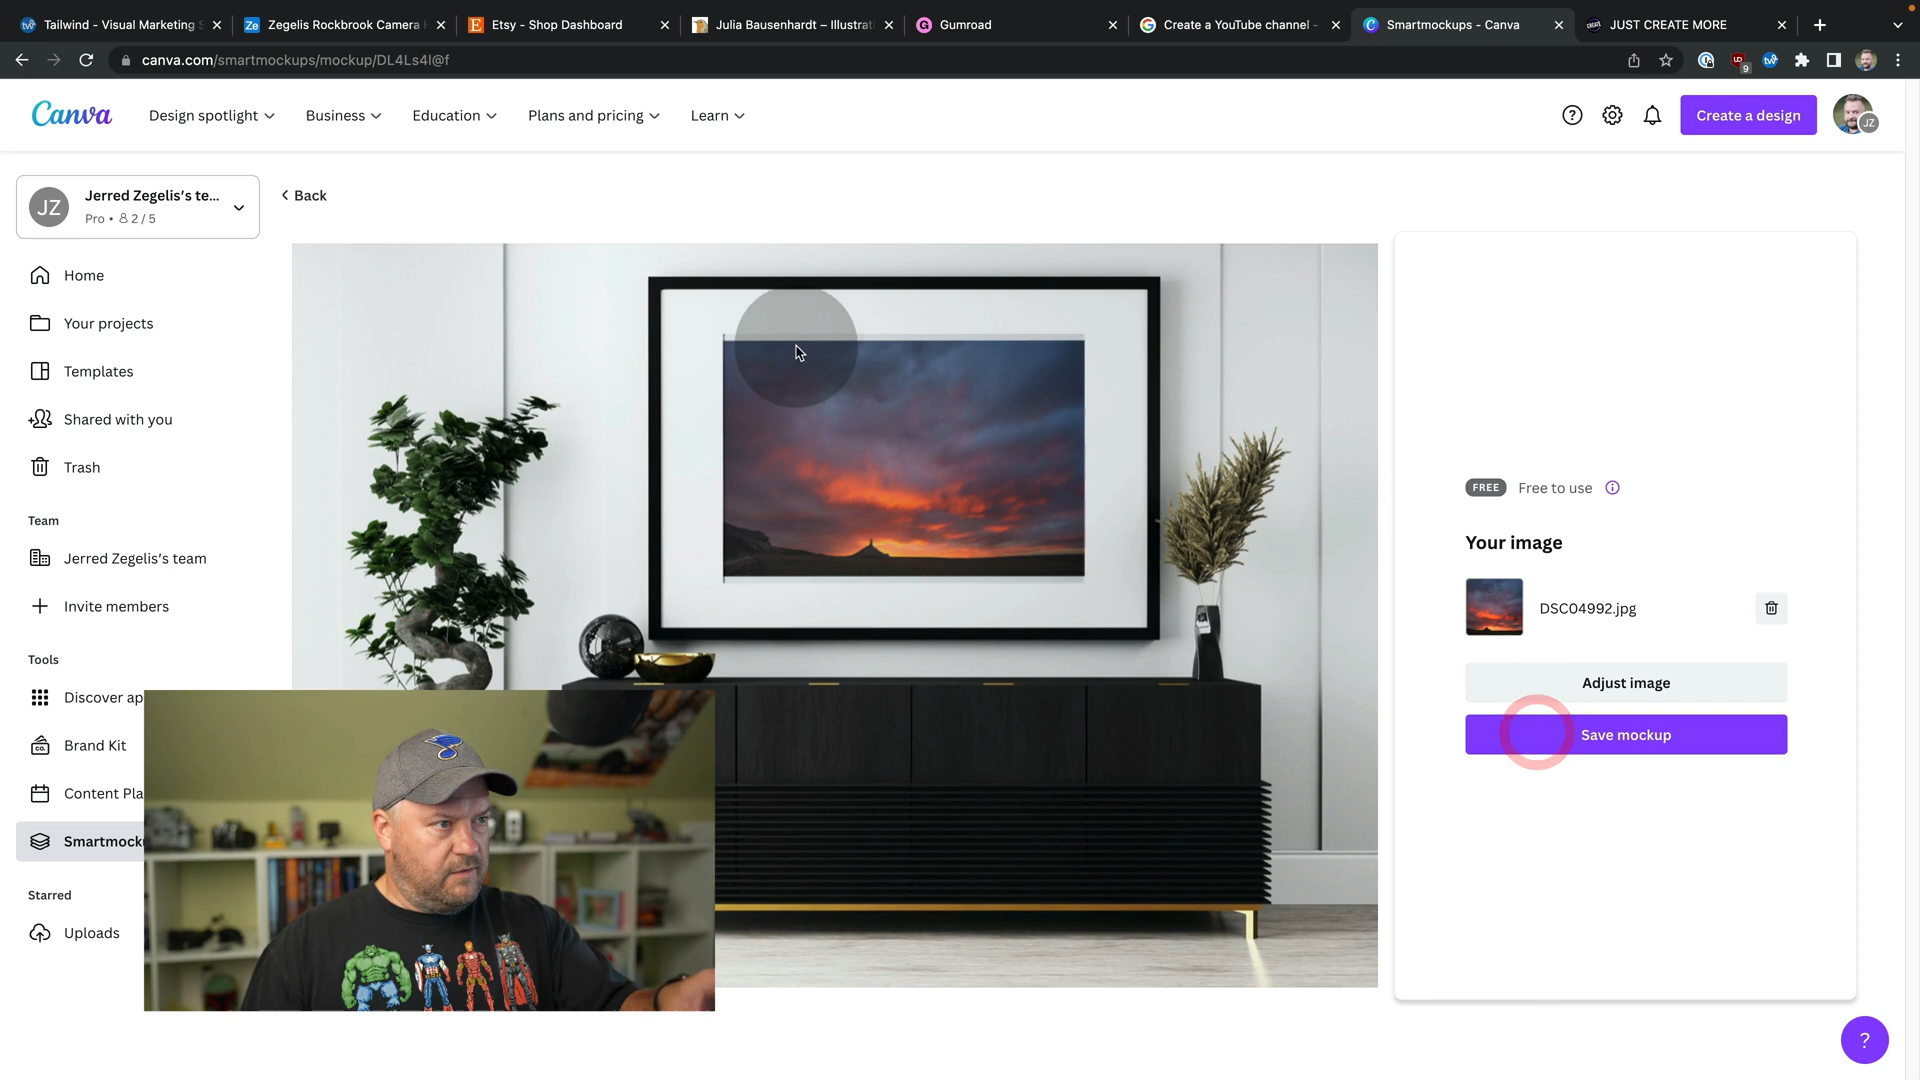 Tailwind - Visual Marketing S
Zegelis Rockbrook Camera
Etsy - Shop Dashboard
Julia Bausenhardt – Illustrat
Gumroad
Create a YouTube channel -
Smartmockups - Canva
JUST CREATE MORE
canva.com/smartmockups/mockup/DL4Ls4l@f
9
Canva
Design spotlight
Business
Education
Plans and pricing
Learn
Create a design
JZ
JZ
Jerred Zegelis's te...
Pro • 2 / 5
Back
Home
Your projects
Templates
Shared with you
Trash
Team
Jerred Zegelis's team
Invite members
Tools
Discover ap
Brand Kit
Content Pla
Smartmocku
Starred
Uploads
FREE Free to use
Your image
DSC04992.jpg
Adjust image
Save mockup
?